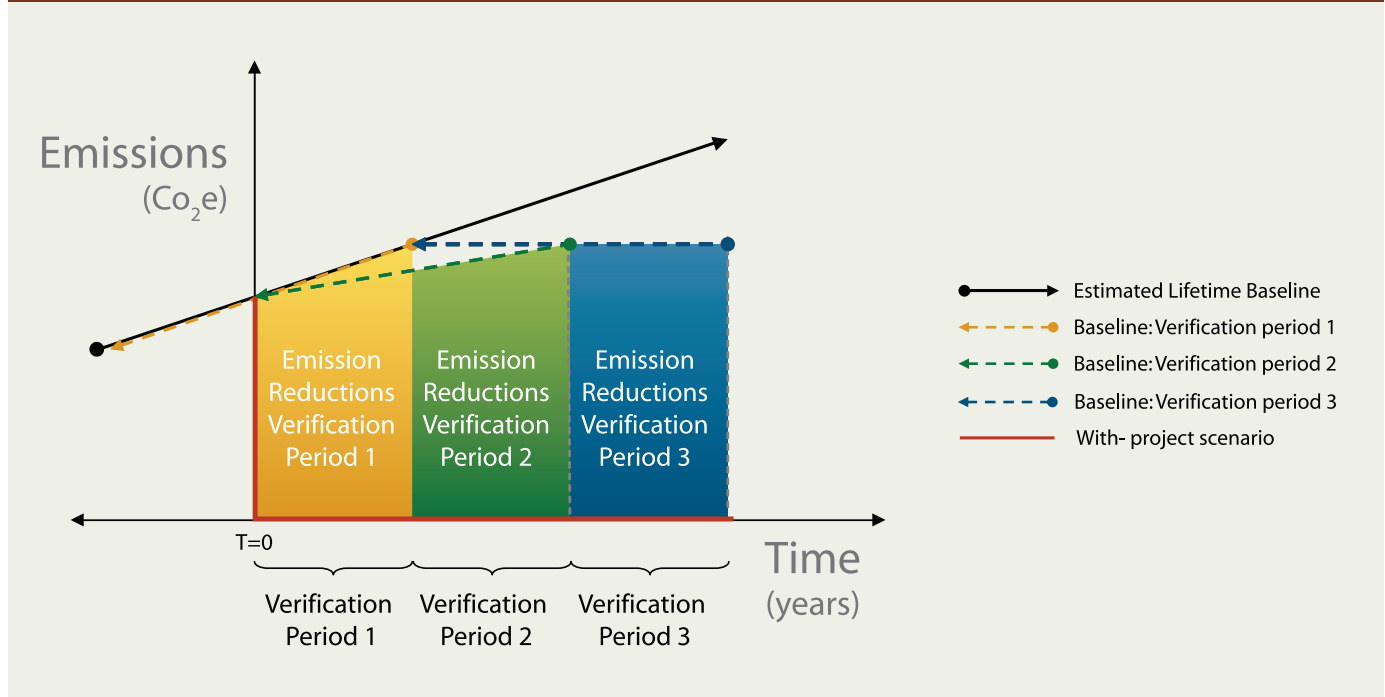 Emissions
(Co₂e)
Emission
Reductions
Verification
Period 1
Emission
Reductions
Verification
Period 2
Emission
Reductions
Verification
Period 3
T=0
Time
(years)
Verification
Period 1
Verification
Period 2
Verification
Period 3
Estimated Lifetime Baseline
Baseline: Verification period 1
Baseline: Verification period 2
Baseline: Verification period 3
With- project scenario